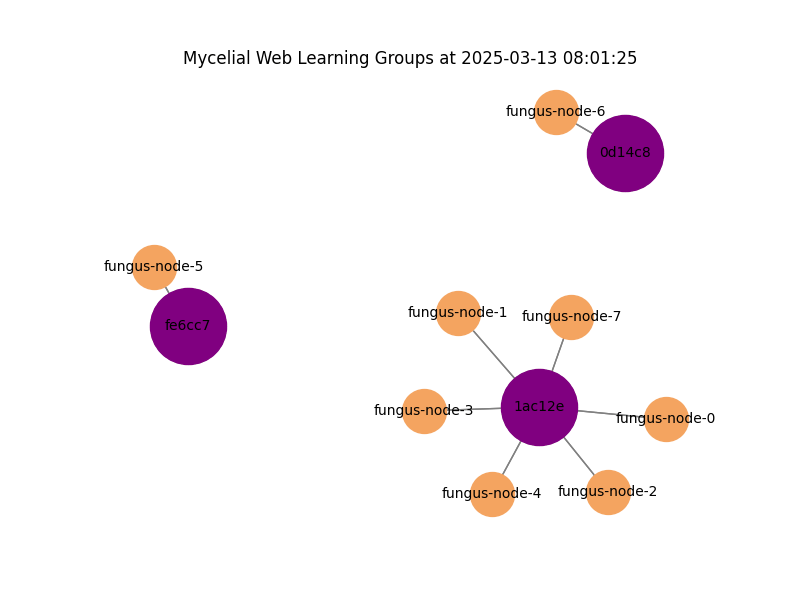 Mycelial Web Learning Groups at 2025-03-13 08:01:25
fungus-node-6
0d14c8
fungus-node-5
fe6cc7
fungus-node-1
fungus-node-7
1ac12e
fungus-node-3
fungus-node-0
fungus-node-4
fungus-node-2